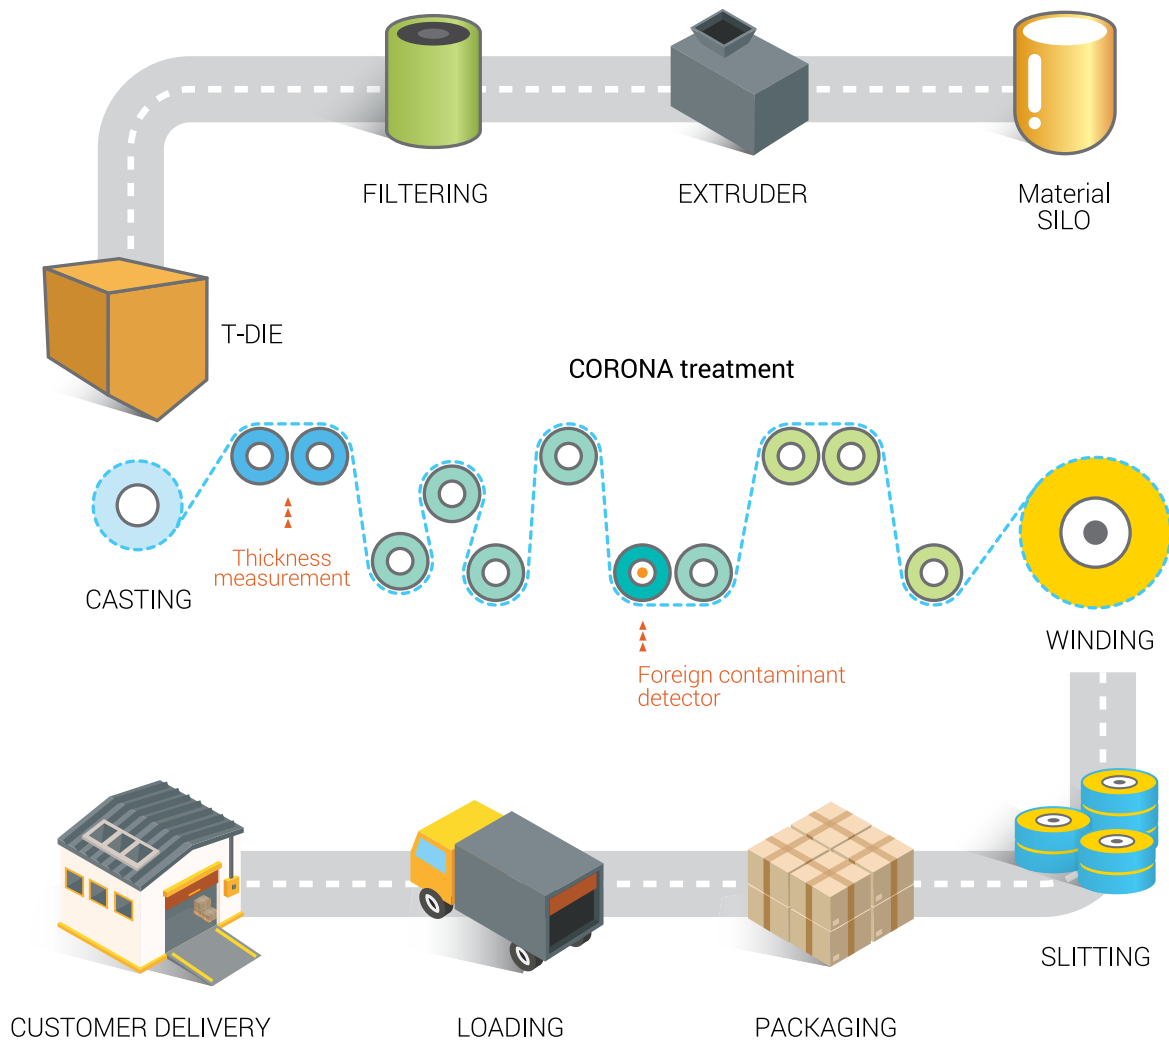 FILTERING
EXTRUDER
Material
SILO
T-DIE
CORONA treatment
Thickness
measurement
CASTING
Foreign contaminant
detector
WINDING
SLITTING
CUSTOMER DELIVERY
LOADING
PACKAGING